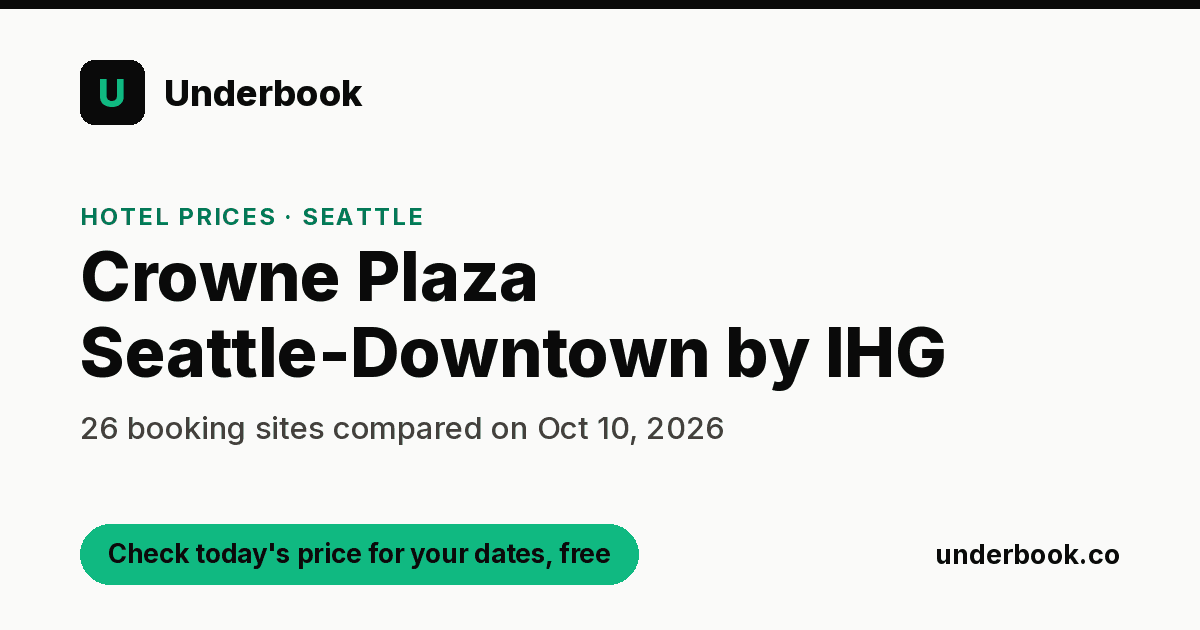 U Underbook
HOTEL PRICES · SEATTLE
Crowne Plaza
Seattle-Downtown by IHG
26 booking sites compared on Oct 10, 2026
Check today's price for your dates, free
underbook.co